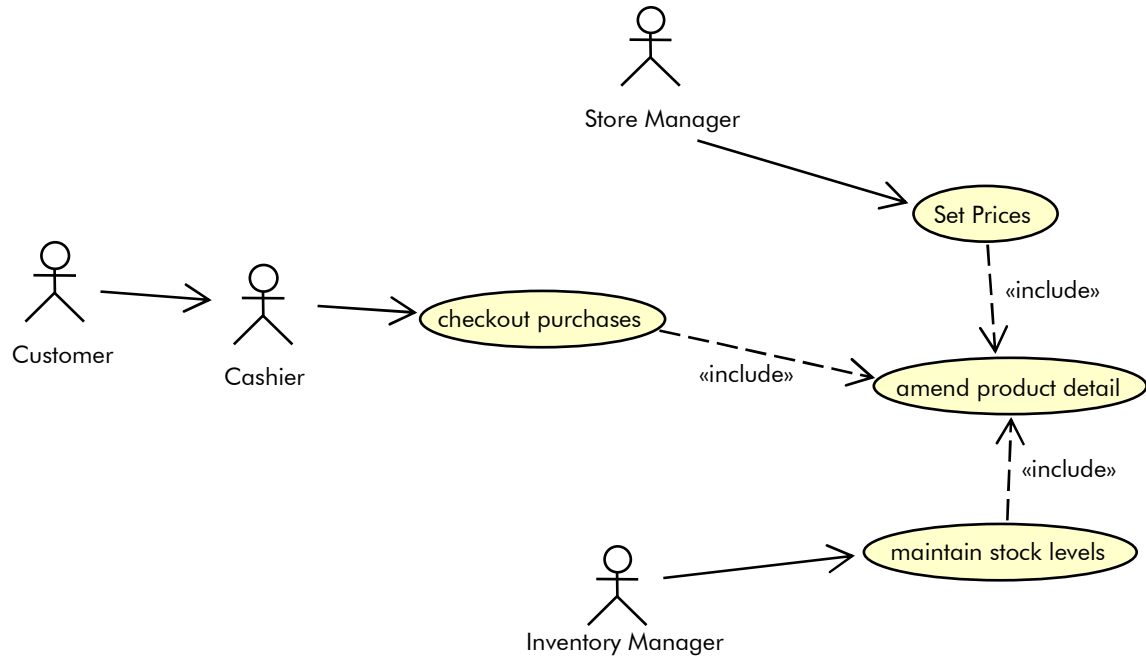 Store Manager
Set Prices
«include»
checkout purchases
Customer
Cashier
«include»
amend product detail
«include»
maintain stock levels
Inventory Manager